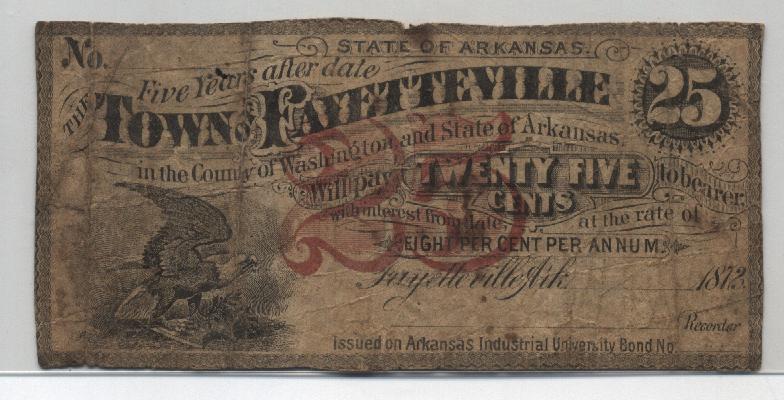 STATE OF ARKANSAS.
No.
Five Years after date
THE TOWN OF FAYETTEVILLE
25
in the County of Washington, and State of Arkansas,
Will pay TWENTY FIVE CENTS to bearer,
with interest from date, at the rate of
EIGHT PER CENT PER ANNUM.
25
Fayetteville Ark. 1872
Recorder
Issued on Arkansas Industrial University Bond No.